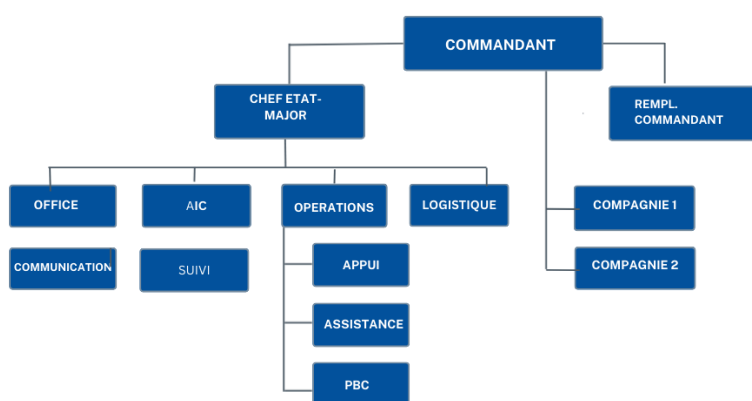 COMMANDANT
CHEF ETAT-
MAJOR
REMPL.
COMMANDANT
OFFICE
AIC
OPERATIONS
LOGISTIQUE
COMPAGNIE 1
COMMUNICATION
SUIVI
APPUI
COMPAGNIE 2
ASSISTANCE
PBC